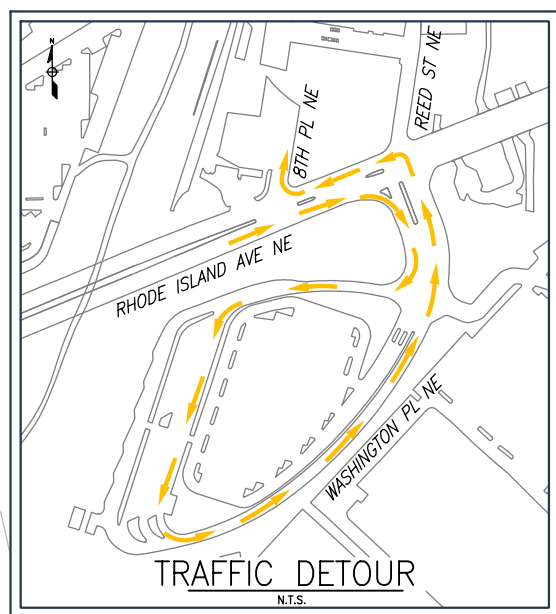 N
REED ST NE
8TH PL NE
RHODE ISLAND AVE NE
WASHINGTON PL NE
TRAFFIC DETOUR
N.T.S.